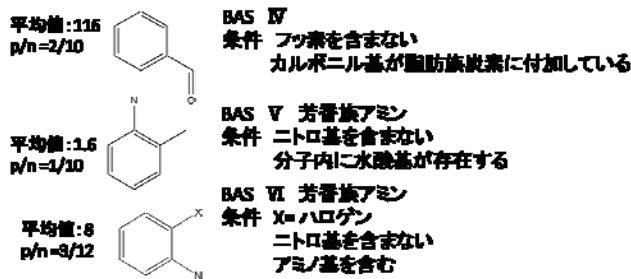 平均値:116
p/n=2/10
BAS Ⅳ
条件 フッ素を含まない
カルボニル基が脂肪族炭素に付加している
O
平均値:1.6
p/n=1/10
N
BAS Ⅴ 芳香族アミン
条件 ニトロ基を含まない
分子内に水酸基が存在する
平均値:8
p/n=3/12
X
N
BAS Ⅵ 芳香族アミン
条件 X=ハロゲン
ニトロ基を含まない
アミノ基を含む